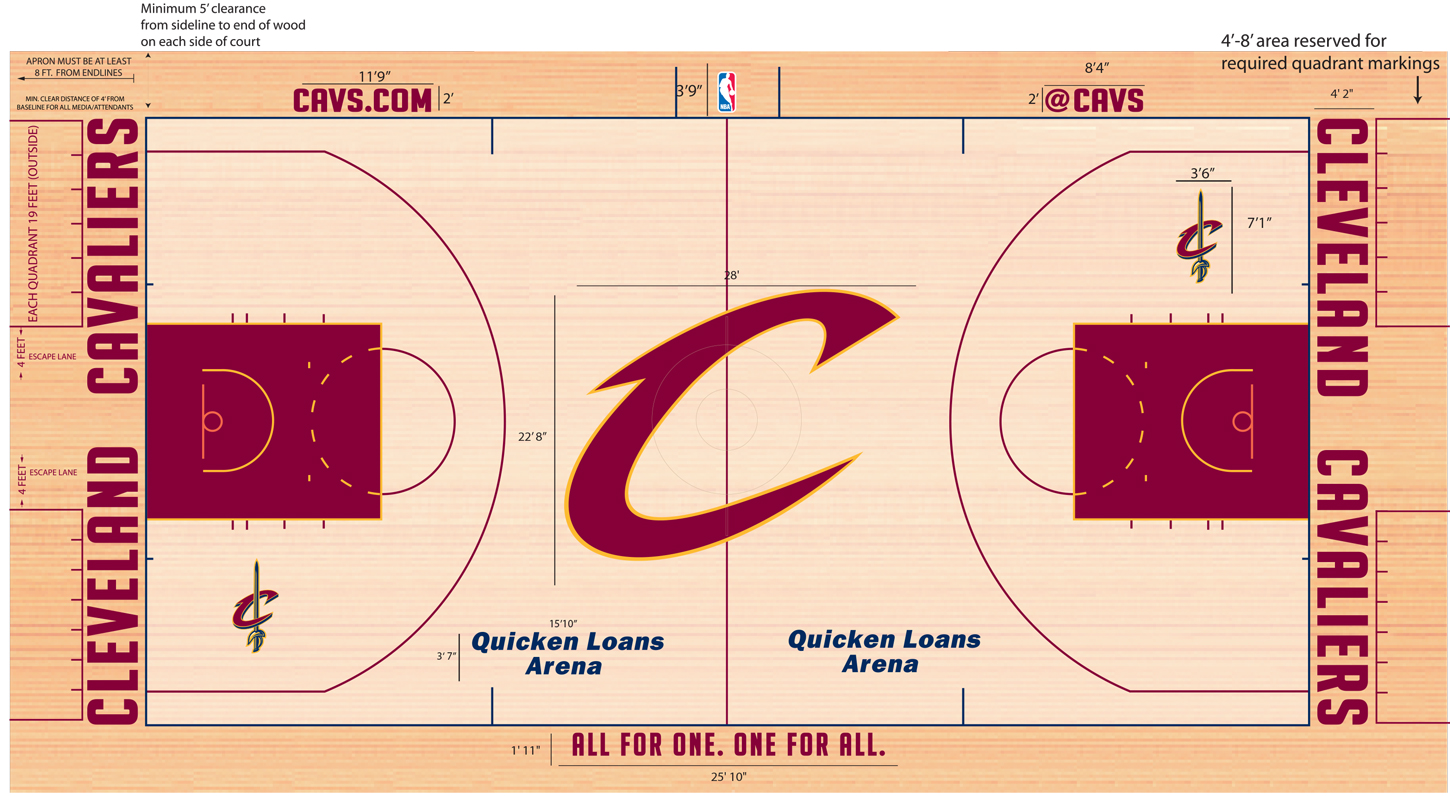 Minimum 5' clearance
from sideline to end of wood
on each side of court
4'-8' area reserved for
required quadrant markings
APRON MUST BE AT LEAST
8 FT. FROM ENDLINES
MIN. CLEAR DISTANCE OF 4' FROM
BASELINE FOR ALL MEDIA/ATTENDANTS
11'9"
CAVS.COM
2'
3'9"
NBA
8'4"
2'
@CAVS
4' 2"
EACH QUADRANT 19 FEET (OUTSIDE)
CAVALIERS
CLEVELAND
3'6"
7'1"
C
28'
4 FEET
ESCAPE LANE
22' 8"
C
4 FEET
ESCAPE LANE
CLEVELAND
CAVALIERS
C
15'10"
3' 7"
Quicken Loans
Arena
Quicken Loans
Arena
1' 11"
ALL FOR ONE. ONE FOR ALL.
25' 10"